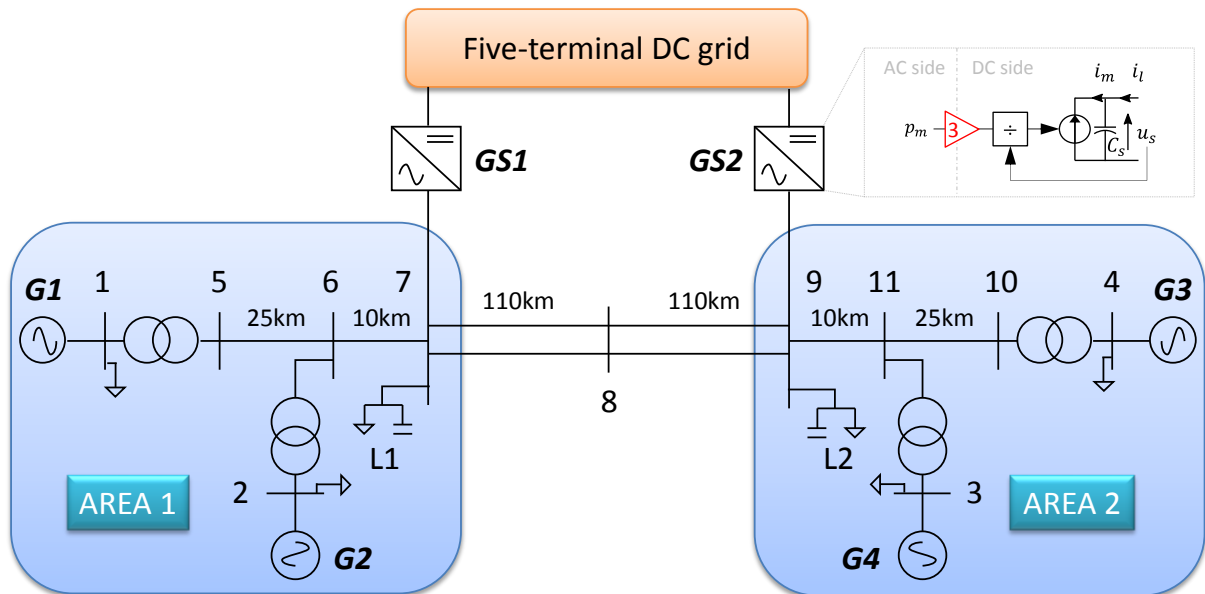 Five-terminal DC grid
AC side
DC side
i_m
i_l
p_m
3
÷
C_s
u_s
GS1
GS2
G1
1
5
6
7
25km
10km
110km
110km
8
9
11
10
4
G3
10km
25km
L1
L2
2
3
AREA 1
AREA 2
G2
G4